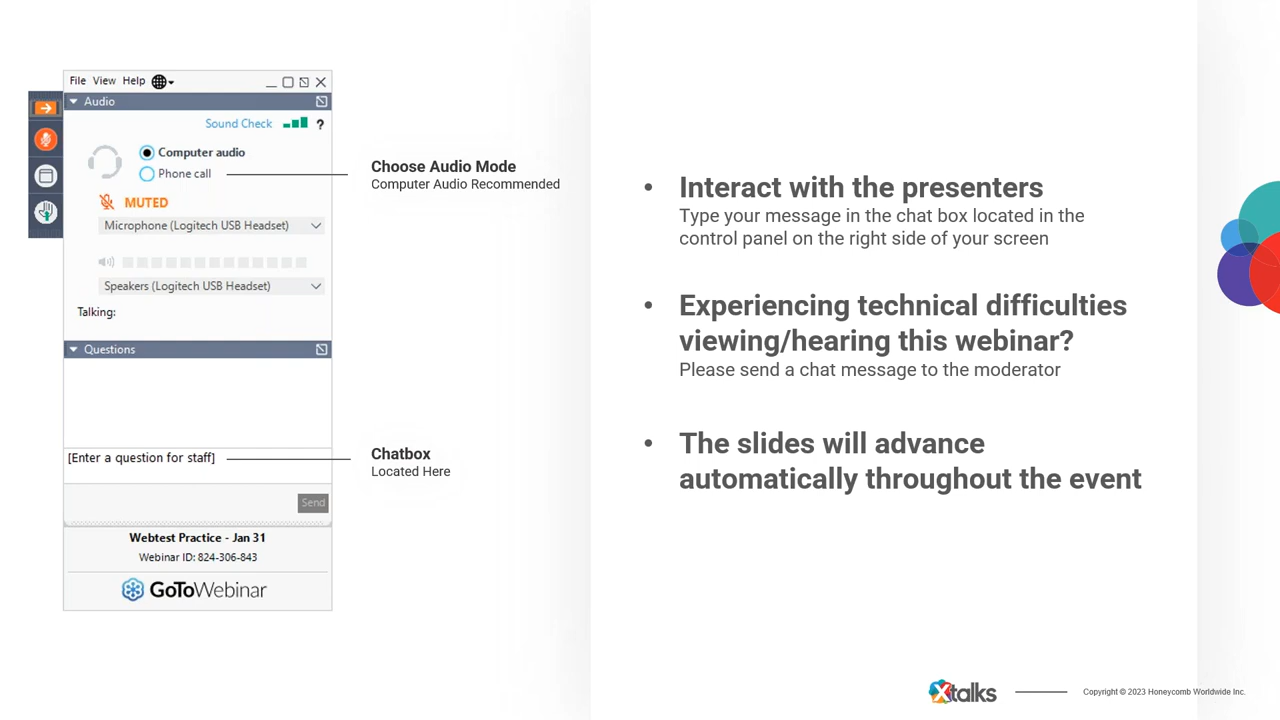 File View Help
Audio
Sound Check ?
Computer audio
Phone call
MUTED
Microphone (Logitech USB Headset)
Speakers (Logitech USB Headset)
Talking:
Questions
[Enter a question for staff]
Send
Webtest Practice - Jan 31
Webinar ID: 824-306-843
GoToWebinar
Choose Audio Mode
Computer Audio Recommended
Chatbox
Located Here
• Interact with the presenters
Type your message in the chat box located in the
control panel on the right side of your screen
• Experiencing technical difficulties
viewing/hearing this webinar?
Please send a chat message to the moderator
• The slides will advance
automatically throughout the event
Xtalks
Copyright © 2023 Honeycomb Worldwide Inc.